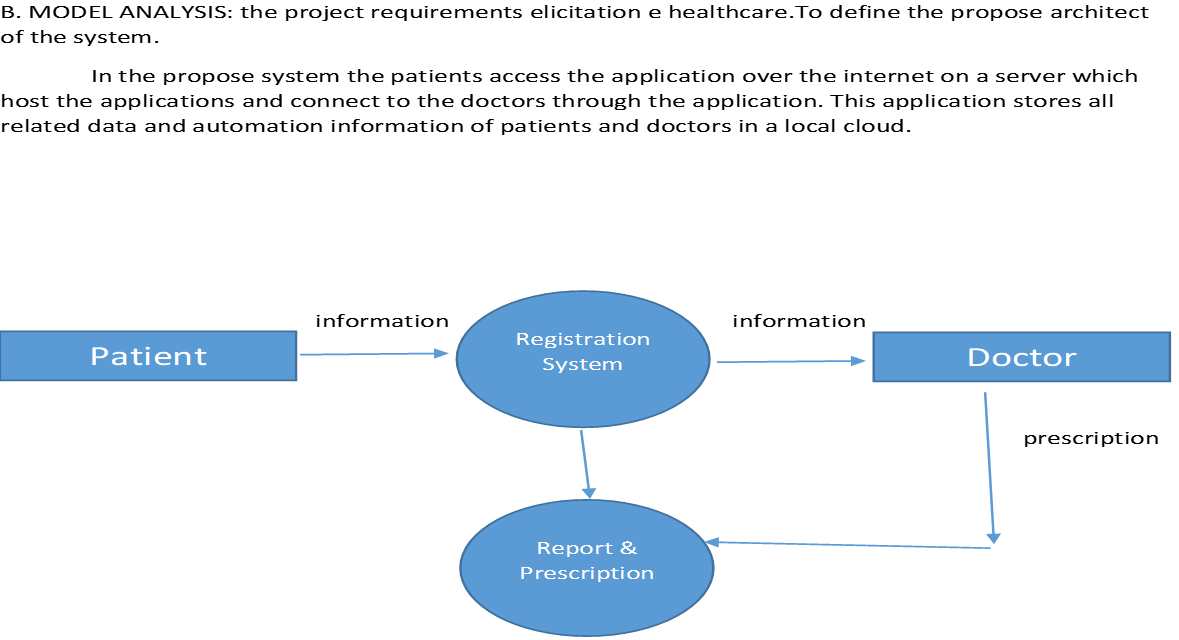 B. MODEL ANALYSIS: the project requirements elicitation e healthcare.To define the propose architect
of the system.
In the propose system the patients access the application over the internet on a server which
host the applications and connect to the doctors through the application. This application stores all
related data and automation information of patients and doctors in a local cloud.
information
information
Patient
Registration
System
Doctor
prescription
Report &
Prescription